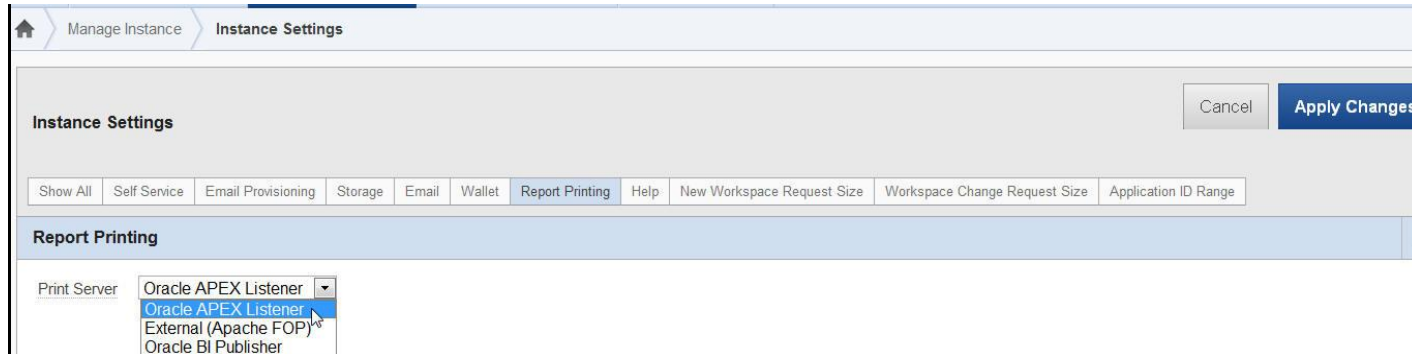 Manage Instance Instance Settings
Instance Settings
Cancel Apply Changes
Show All Self Service Email Provisioning Storage Email Wallet Report Printing Help New Workspace Request Size Workspace Change Request Size Application ID Range
Report Printing
Print Server Oracle APEX Listener
Oracle APEX Listener
External (Apache FOP)
Oracle BI Publisher